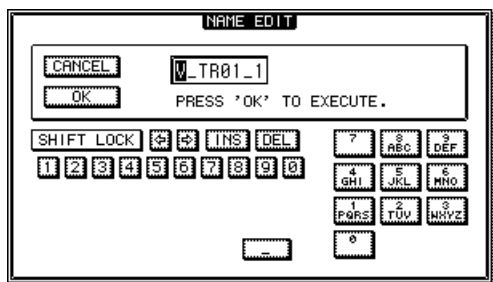 NAME EDIT
CANCEL
V_TR01_1
OK
PRESS 'OK' TO EXECUTE.
SHIFT LOCK INS DEL
1 2 3 4 5 6 7 8 9 0
7 8 ABC 9 DEF
4 GHI 5 JKL 6 MNO
1 PQRS 2 TUV 3 WXYZ
_ 0